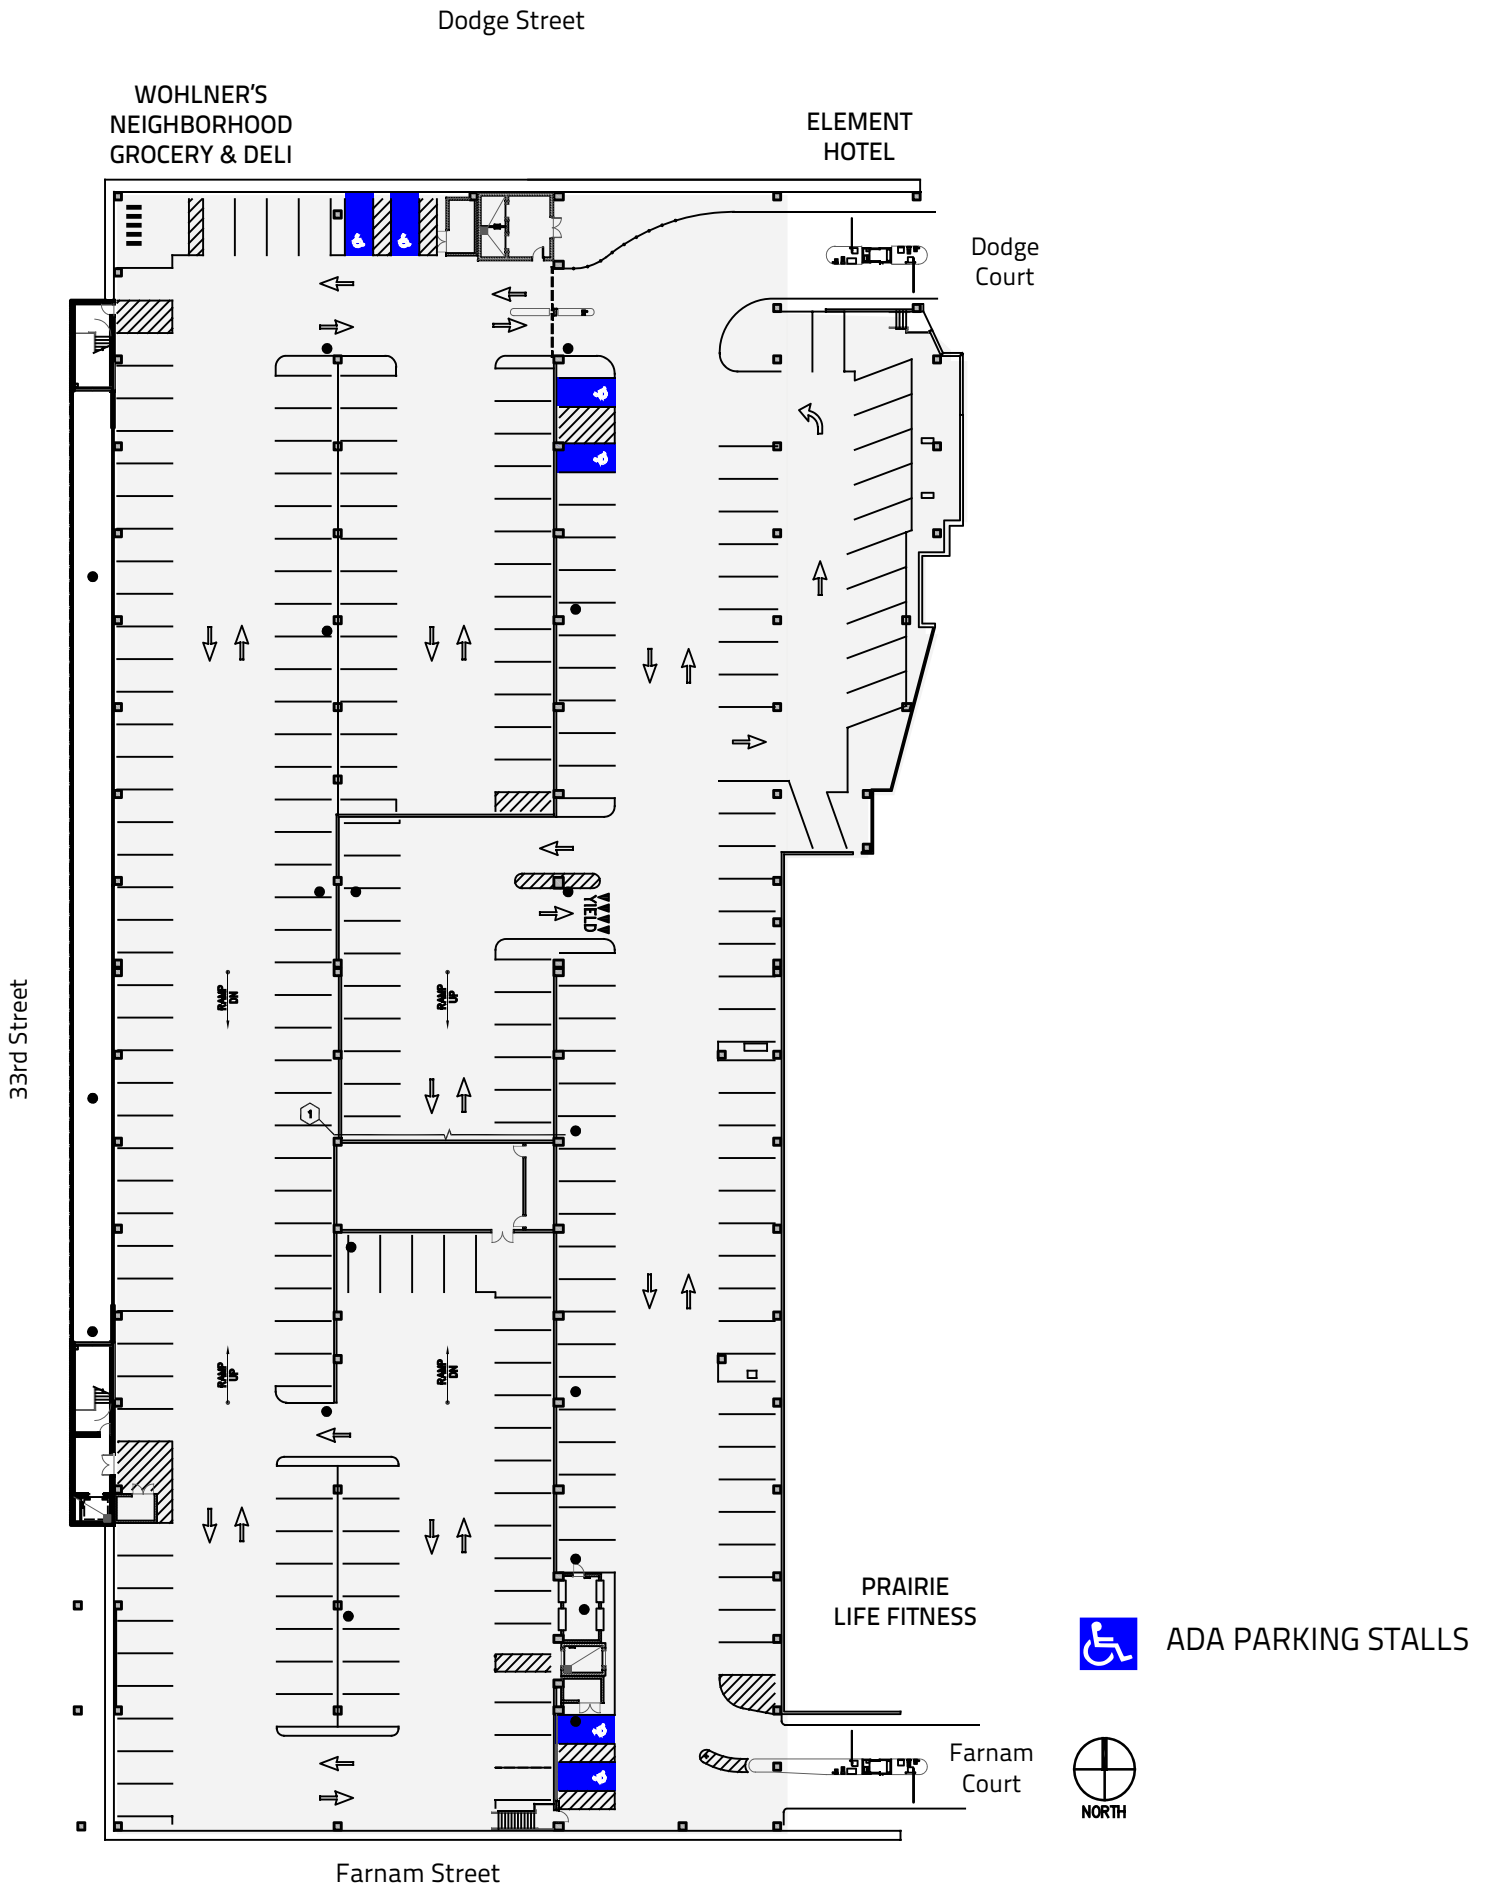 Dodge Street
WOHLNER'S
NEIGHBORHOOD
GROCERY & DELI
ELEMENT
HOTEL
Dodge
Court
YIELD
33rd Street
RAMP
DN
RAMP
UP
1
RAMP
UP
RAMP
DN
PRAIRIE
LIFE FITNESS
ADA PARKING STALLS
Farnam
Court
NORTH
Farnam Street